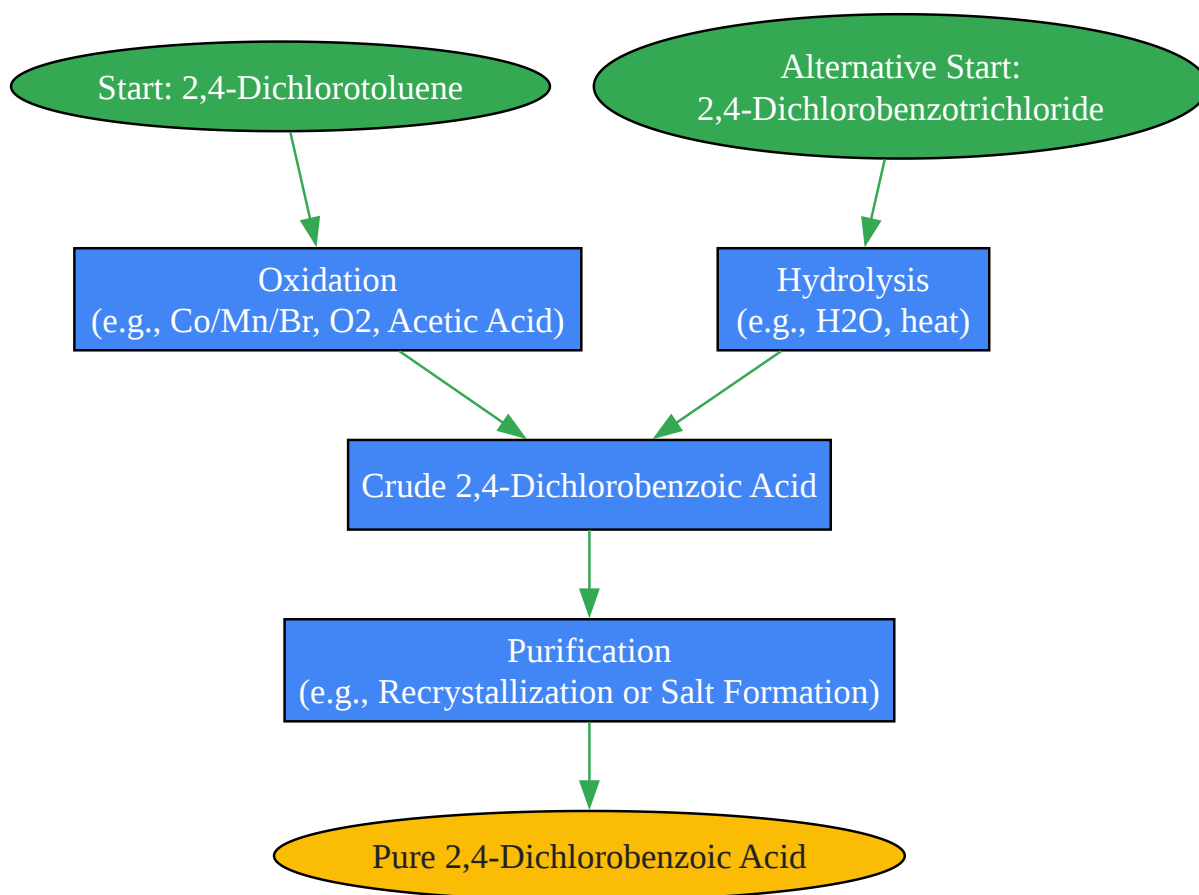 Start: 2,4-Dichlorotoluene
Alternative Start:
2,4-Dichlorobenzotrichloride
Oxidation
(e.g., Co/Mn/Br, O2, Acetic Acid)
Hydrolysis
(e.g., H2O, heat)
Crude 2,4-Dichlorobenzoic Acid
Purification
(e.g., Recrystallization or Salt Formation)
Pure 2,4-Dichlorobenzoic Acid